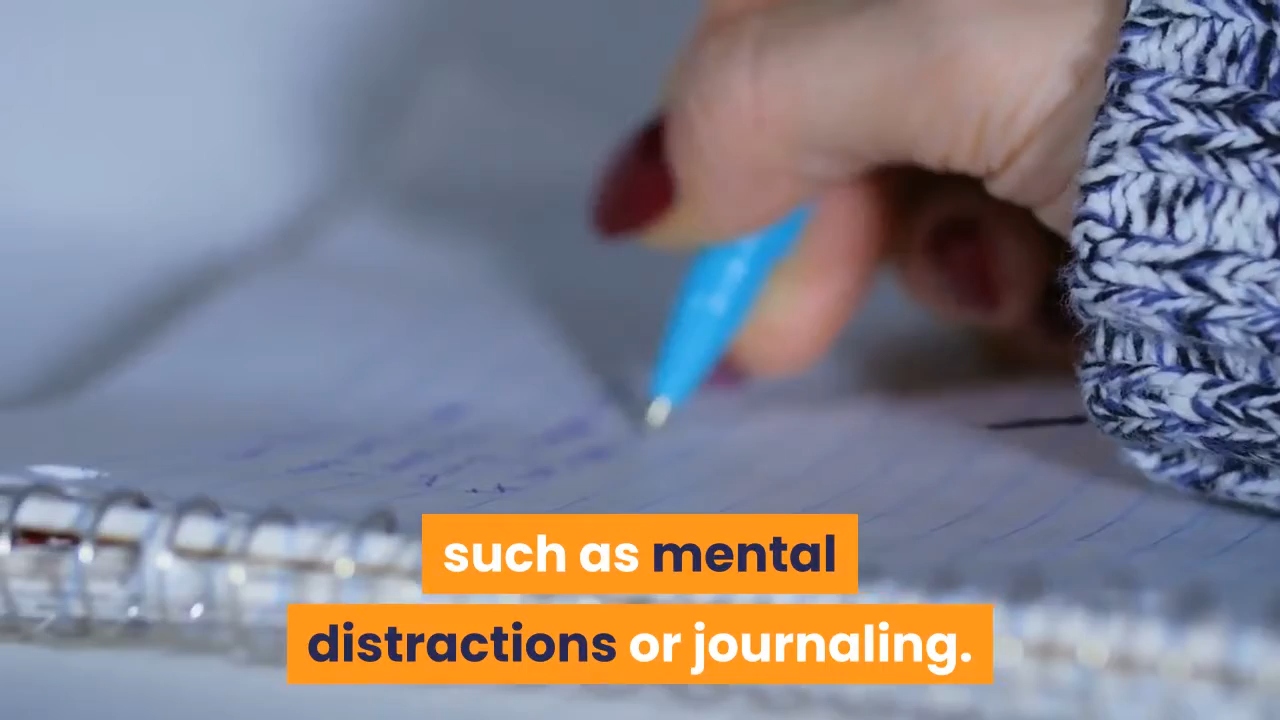 such as mental
distractions or journaling.